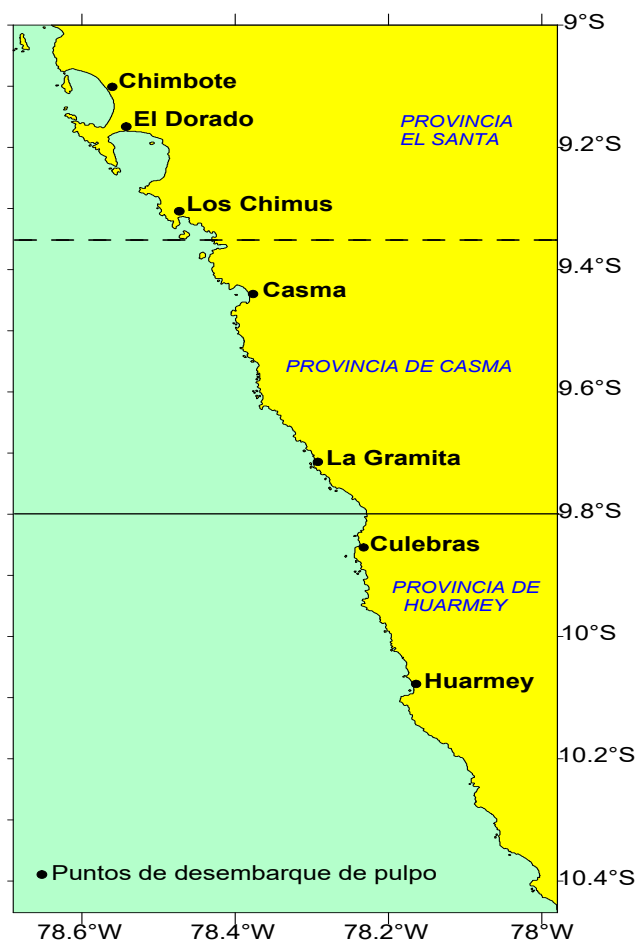 9°S
Chimbote
El Dorado
PROVINCIA
EL SANTA
9.2°S
Los Chimus
9.4°S
Casma
PROVINCIA DE CASMA
9.6°S
La Gramita
9.8°S
Culebras
PROVINCIA DE
HUARMEY
10°S
Huarmey
10.2°S
Puntos de desembarque de pulpo
10.4°S
78.6°W 78.4°W 78.2°W 78°W